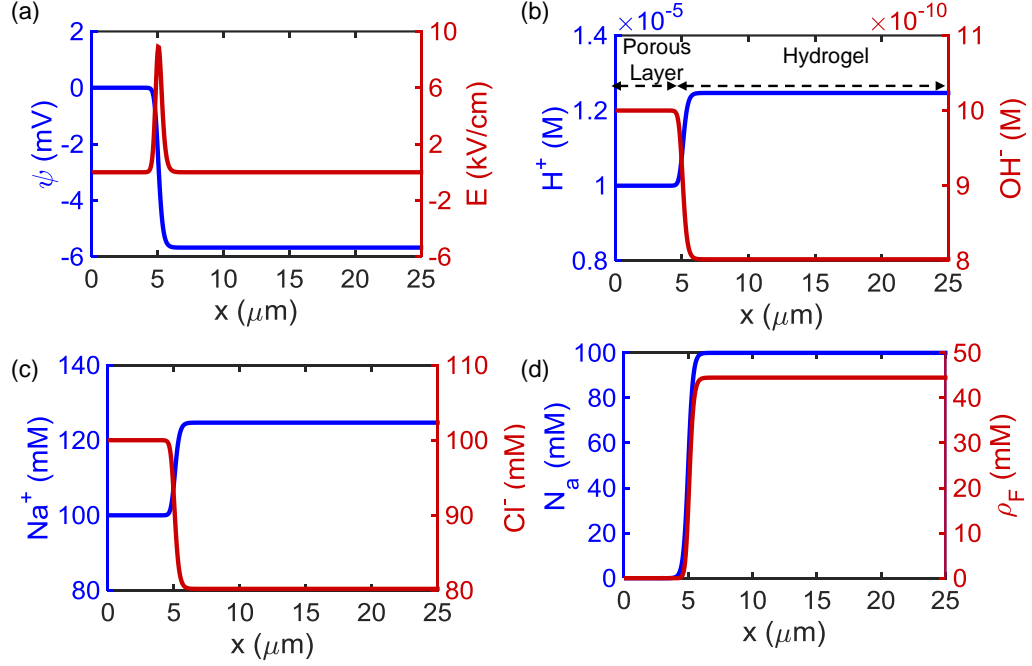 (a)
2
0
-2
-4
-6
ψ (mV)
10
6
2
-2
-6
E (kV/cm)
0 5 10 15 20 25
x (μm)
(b)
×10⁻⁵
×10⁻¹⁰
1.4
1.2
1
0.8
H⁺ (M)
Porous
Layer
Hydrogel
11
10
9
8
OH⁻ (M)
0 5 10 15 20 25
x (μm)
(c)
140
120
100
80
Na⁺ (mM)
110
100
90
80
Cl⁻ (mM)
0 5 10 15 20 25
x (μm)
(d)
100
80
60
40
20
0
Nₐ (mM)
50
40
30
20
10
0
ρ_F (mM)
0 5 10 15 20 25
x (μm)